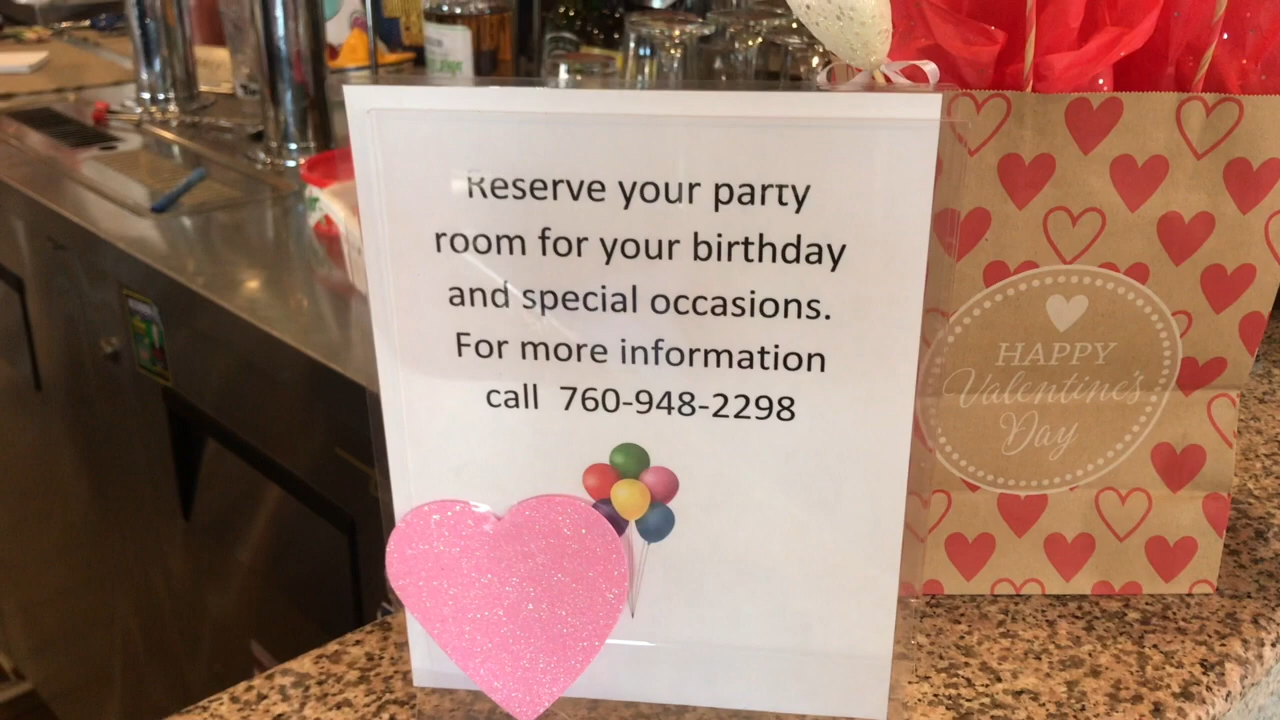 Reserve your party
room for your birthday
and special occasions.
For more information
call 760-948-2298
HAPPY
Valentine's
Day